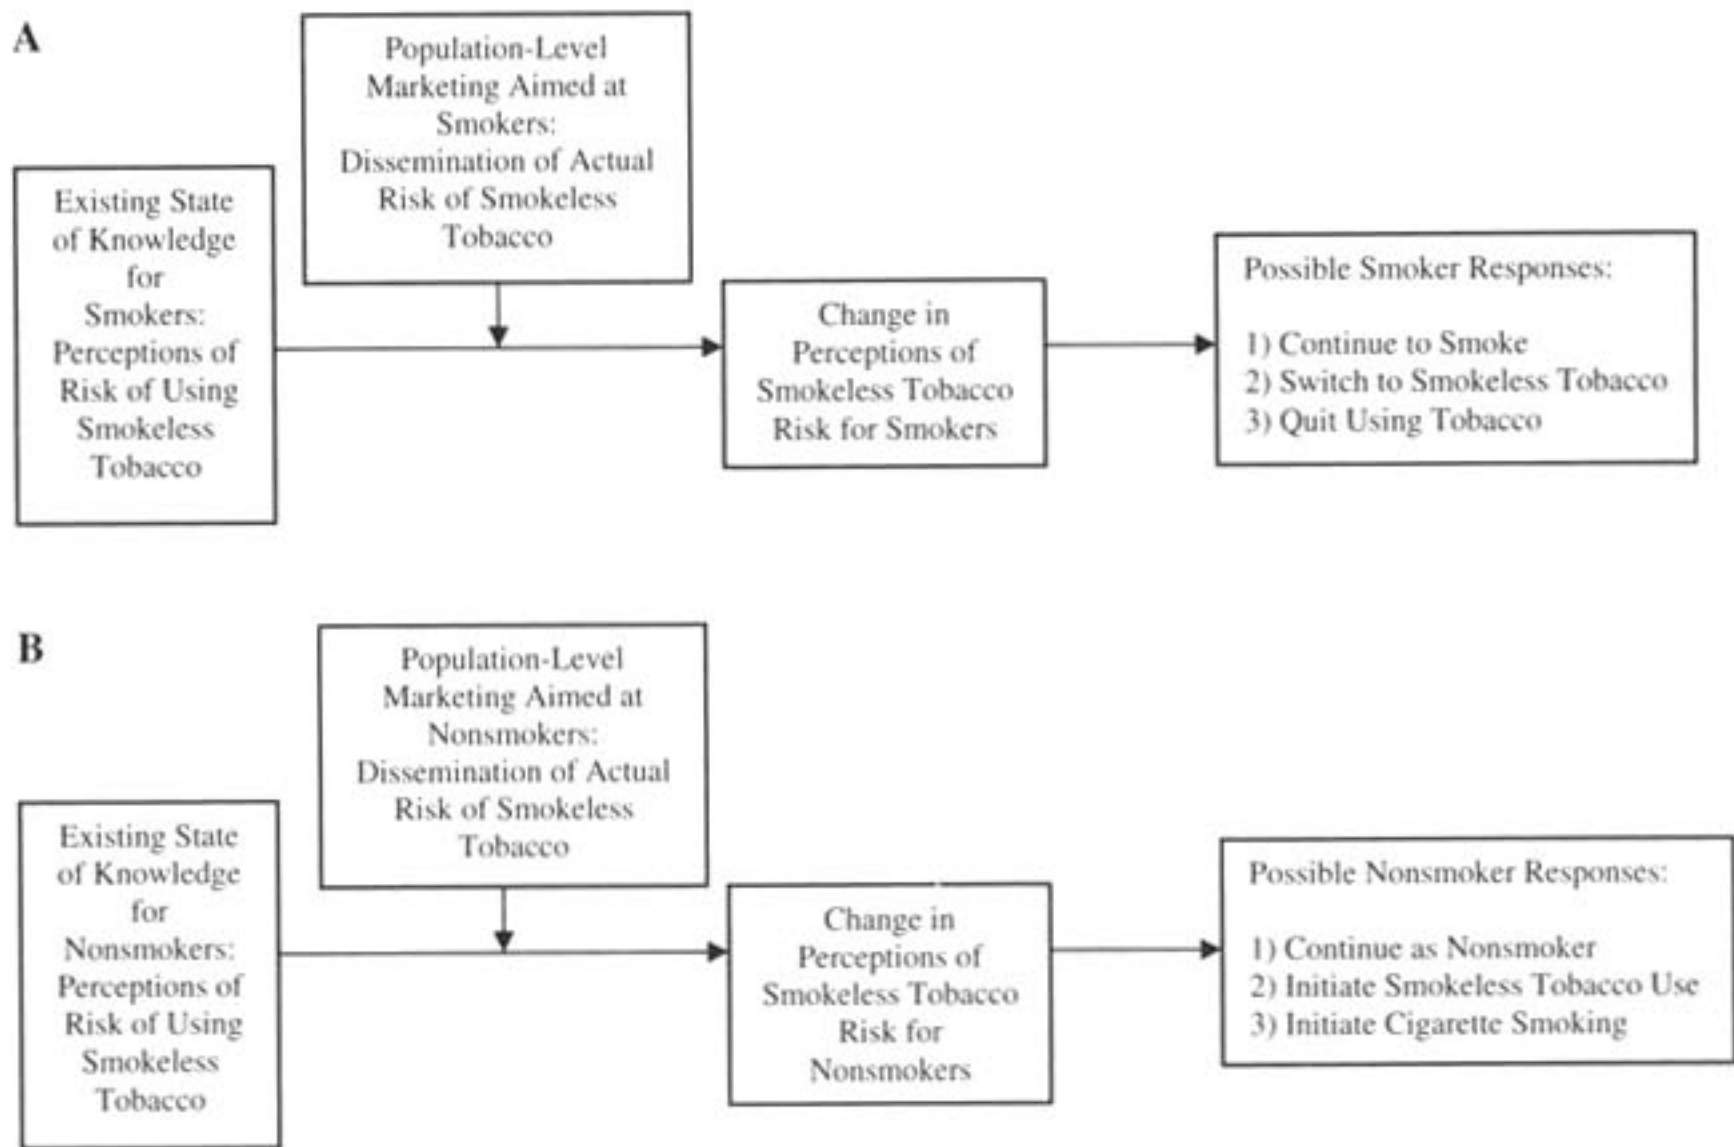 A
Population-Level
Marketing Aimed at
Smokers:
Dissemination of Actual
Risk of Smokeless
Tobacco
Existing State
of Knowledge
for
Smokers:
Perceptions of
Risk of Using
Smokeless
Tobacco
Change in
Perceptions of
Smokeless Tobacco
Risk for Smokers
Possible Smoker Responses:
1) Continue to Smoke
2) Switch to Smokeless Tobacco
3) Quit Using Tobacco
B
Population-Level
Marketing Aimed at
Nonsmokers:
Dissemination of Actual
Risk of Smokeless
Tobacco
Existing State
of Knowledge
for
Nonsmokers:
Perceptions of
Risk of Using
Smokeless
Tobacco
Change in
Perceptions of
Smokeless Tobacco
Risk for
Nonsmokers
Possible Nonsmoker Responses:
1) Continue as Nonsmoker
2) Initiate Smokeless Tobacco Use
3) Initiate Cigarette Smoking